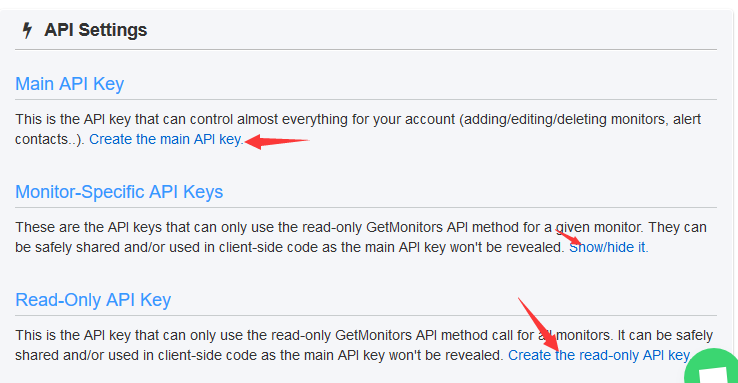 API Settings
Main API Key
This is the API key that can control almost everything for your account (adding/editing/deleting monitors, alert
contacts..). Create the main API key.
Monitor-Specific API Keys
These are the API keys that can only use the read-only GetMonitors API method for a given monitor. They can
be safely shared and/or used in client-side code as the main API key won't be revealed. Show/hide it.
Read-Only API Key
This is the API key that can only use the read-only GetMonitors API method call for all monitors. It can be safely
shared and/or used in client-side code as the main API key won't be revealed. Create the read-only API key